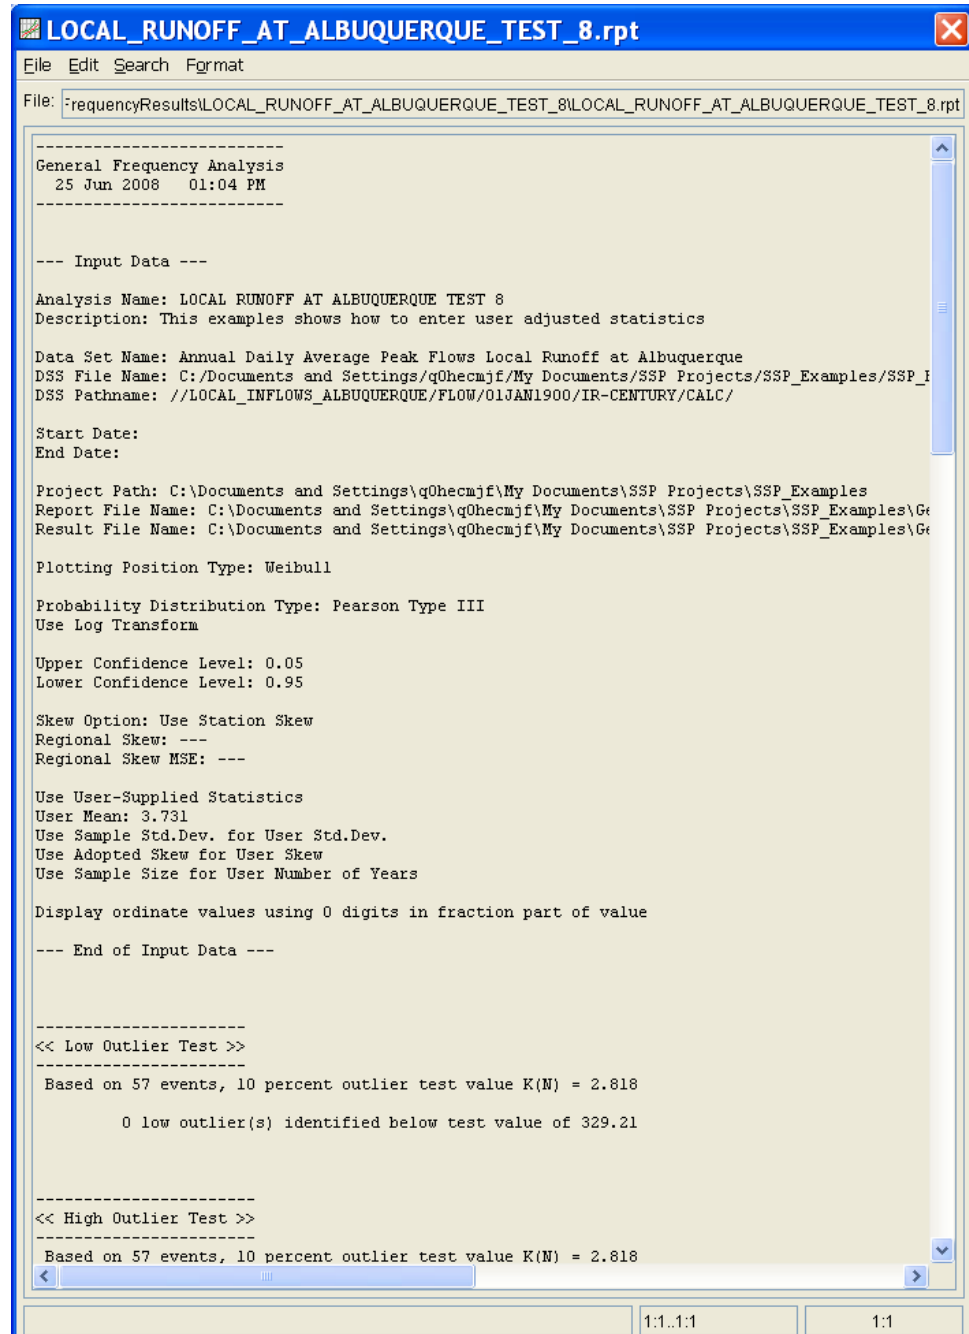 LOCAL_RUNOFF_AT_ALBUQUERQUE_TEST_8.rpt
File Edit Search Format
File: FrequencyResults\LOCAL_RUNOFF_AT_ALBUQUERQUE_TEST_8\LOCAL_RUNOFF_AT_ALBUQUERQUE_TEST_8.rpt
--------------------------
General Frequency Analysis
25 Jun 2008 01:04 PM
--------------------------
--- Input Data ---
Analysis Name: LOCAL RUNOFF AT ALBUQUERQUE TEST 8
Description: This examples shows how to enter user adjusted statistics
Data Set Name: Annual Daily Average Peak Flows Local Runoff at Albuquerque
DSS File Name: C:/Documents and Settings/q0hecmjf/My Documents/SSP Projects/SSP_Examples/SSP_E
DSS Pathname: //LOCAL_INFLOWS_ALBUQUERQUE/FLOW/01JAN1900/IR-CENTURY/CALC/
Start Date:
End Date:
Project Path: C:\Documents and Settings\q0hecmjf\My Documents\SSP Projects\SSP_Examples
Report File Name: C:\Documents and Settings\q0hecmjf\My Documents\SSP Projects\SSP_Examples\Ge
Result File Name: C:\Documents and Settings\q0hecmjf\My Documents\SSP Projects\SSP_Examples\Ge
Plotting Position Type: Weibull
Probability Distribution Type: Pearson Type III
Use Log Transform
Upper Confidence Level: 0.05
Lower Confidence Level: 0.95
Skew Option: Use Station Skew
Regional Skew: ---
Regional Skew MSE: ---
Use User-Supplied Statistics
User Mean: 3.731
Use Sample Std.Dev. for User Std.Dev.
Use Adopted Skew for User Skew
Use Sample Size for User Number of Years
Display ordinate values using 0 digits in fraction part of value
--- End of Input Data ---
----------------------
<< Low Outlier Test >>
----------------------
Based on 57 events, 10 percent outlier test value K(N) = 2.818
0 low outlier(s) identified below test value of 329.21
-----------------------
<< High Outlier Test >>
-----------------------
Based on 57 events, 10 percent outlier test value K(N) = 2.818
1:1..1:1 1:1